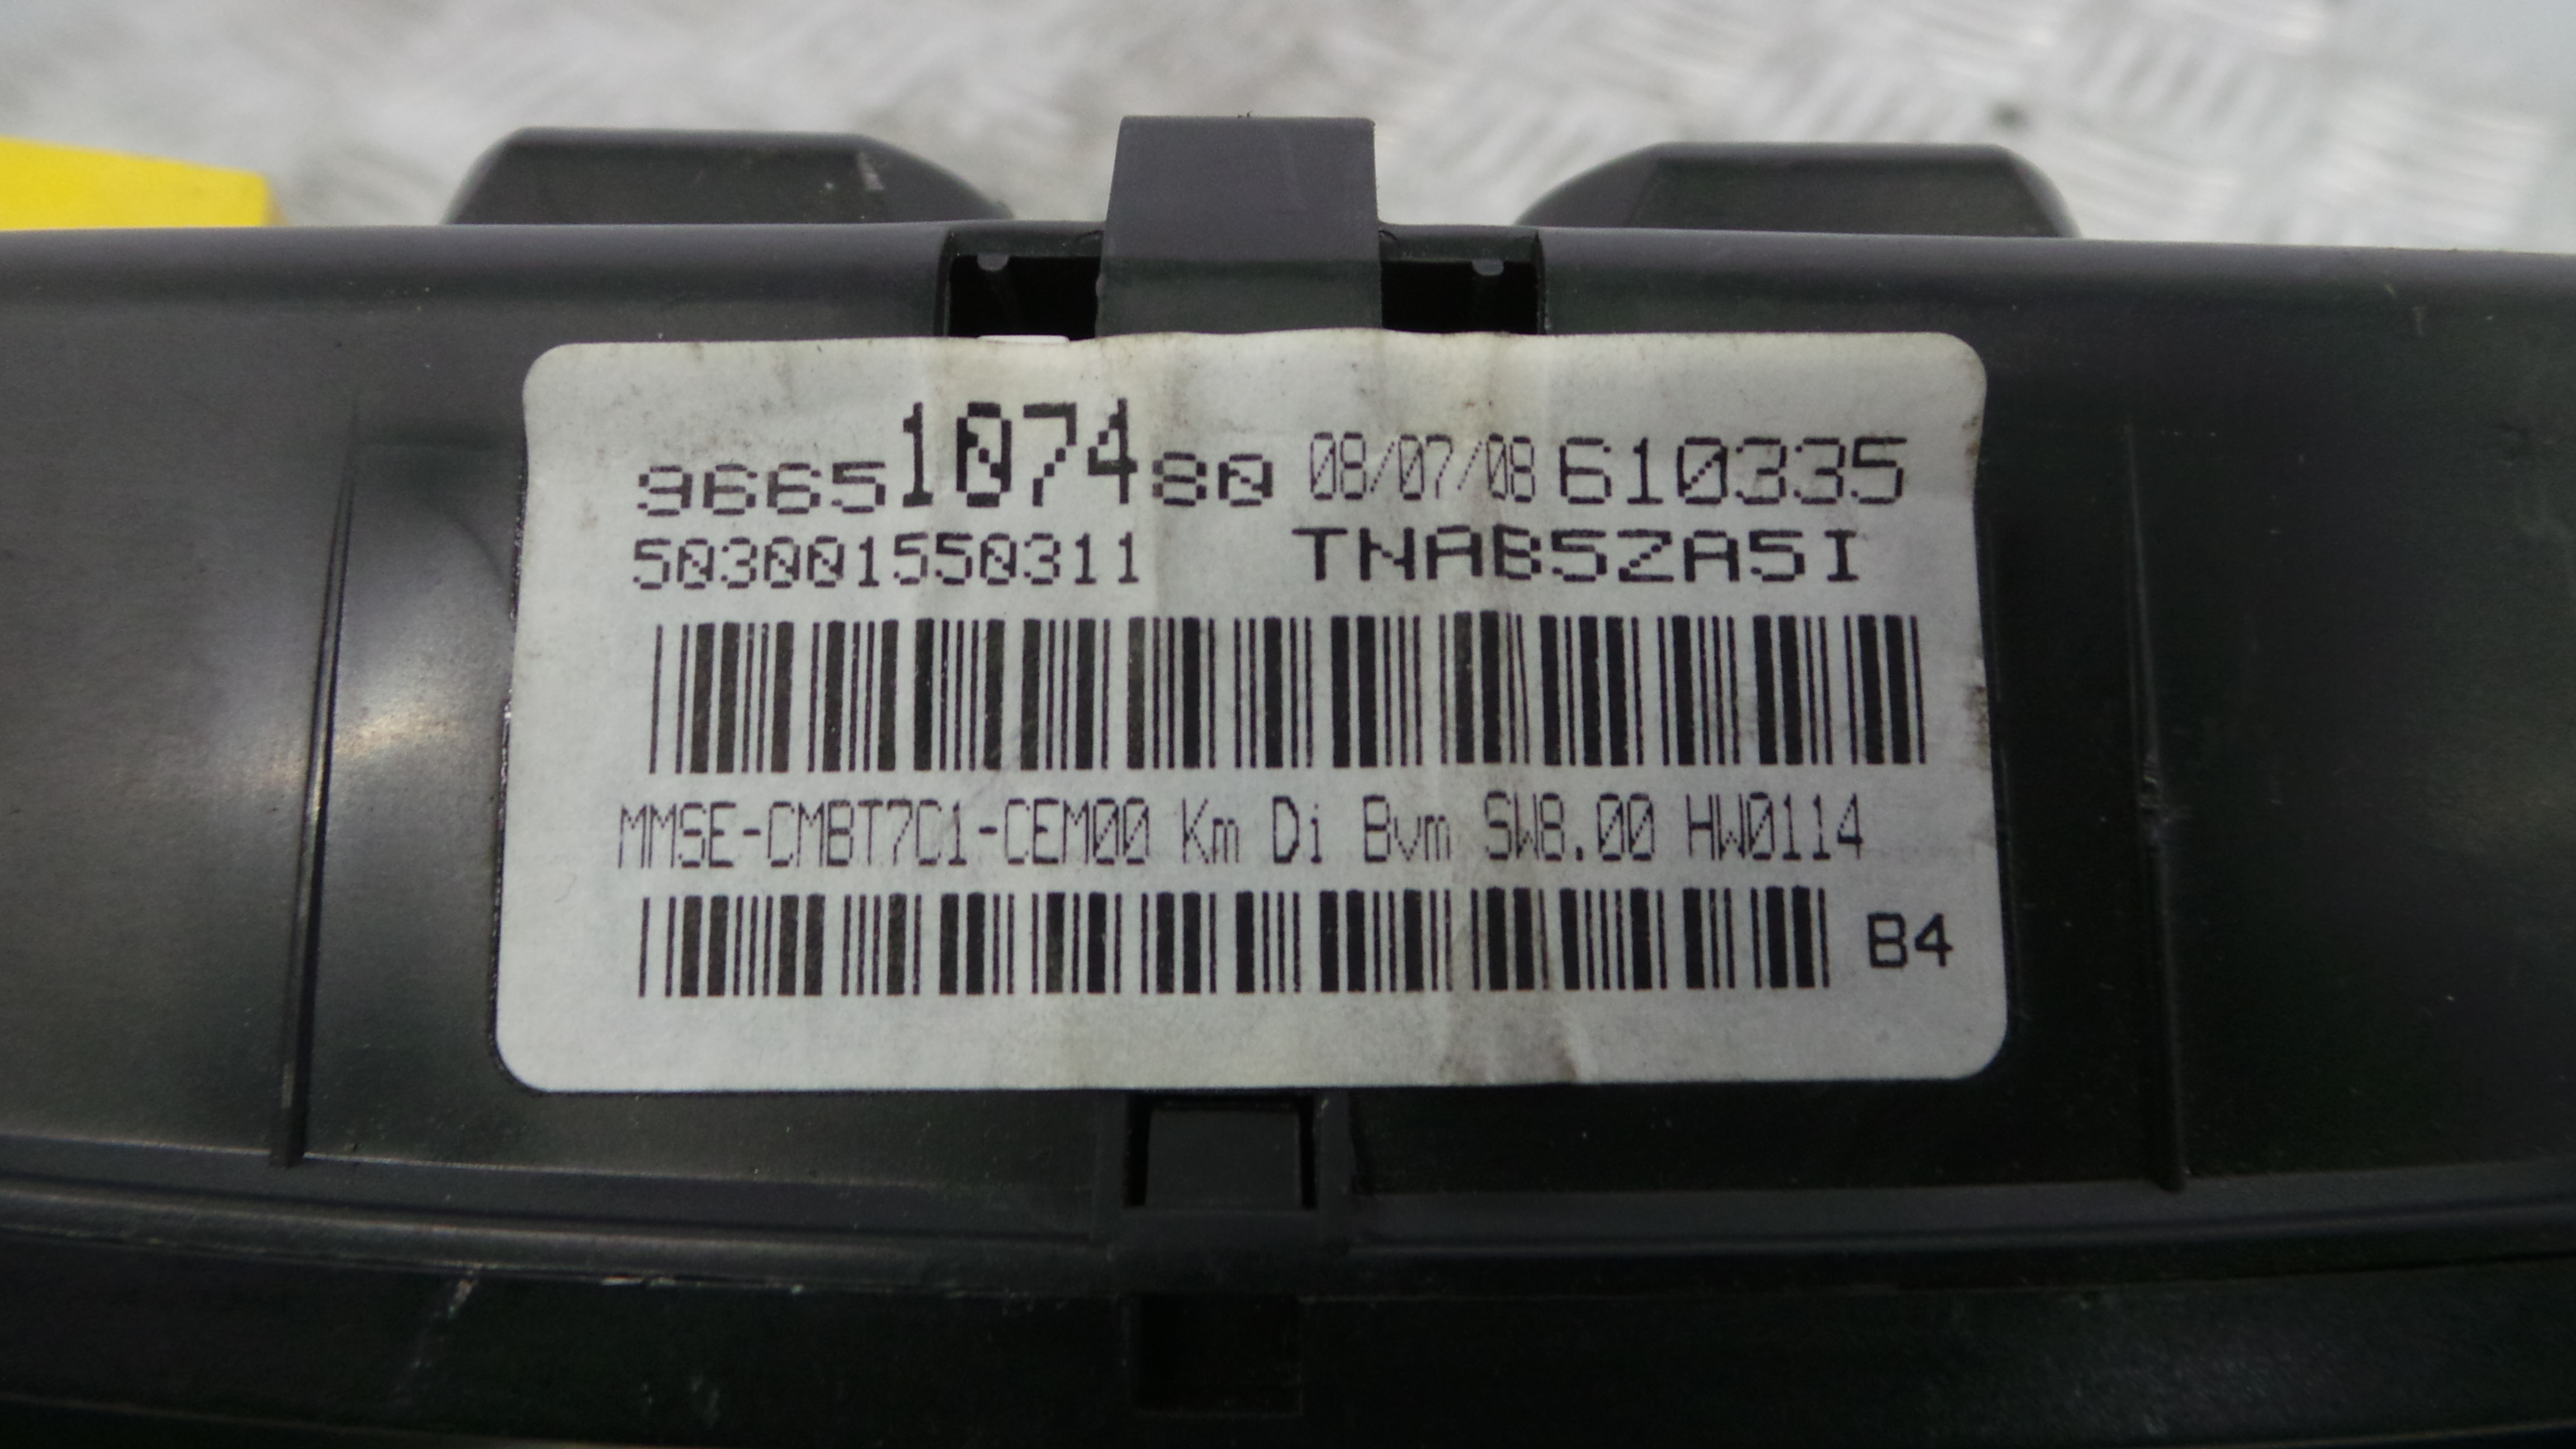 9665107480 08/07/08 610335
503001550311 TNAB5ZA5I
MMSE-CMBT7C1-CEM00 Km Di Bvm SW8.00 HW0114
B4